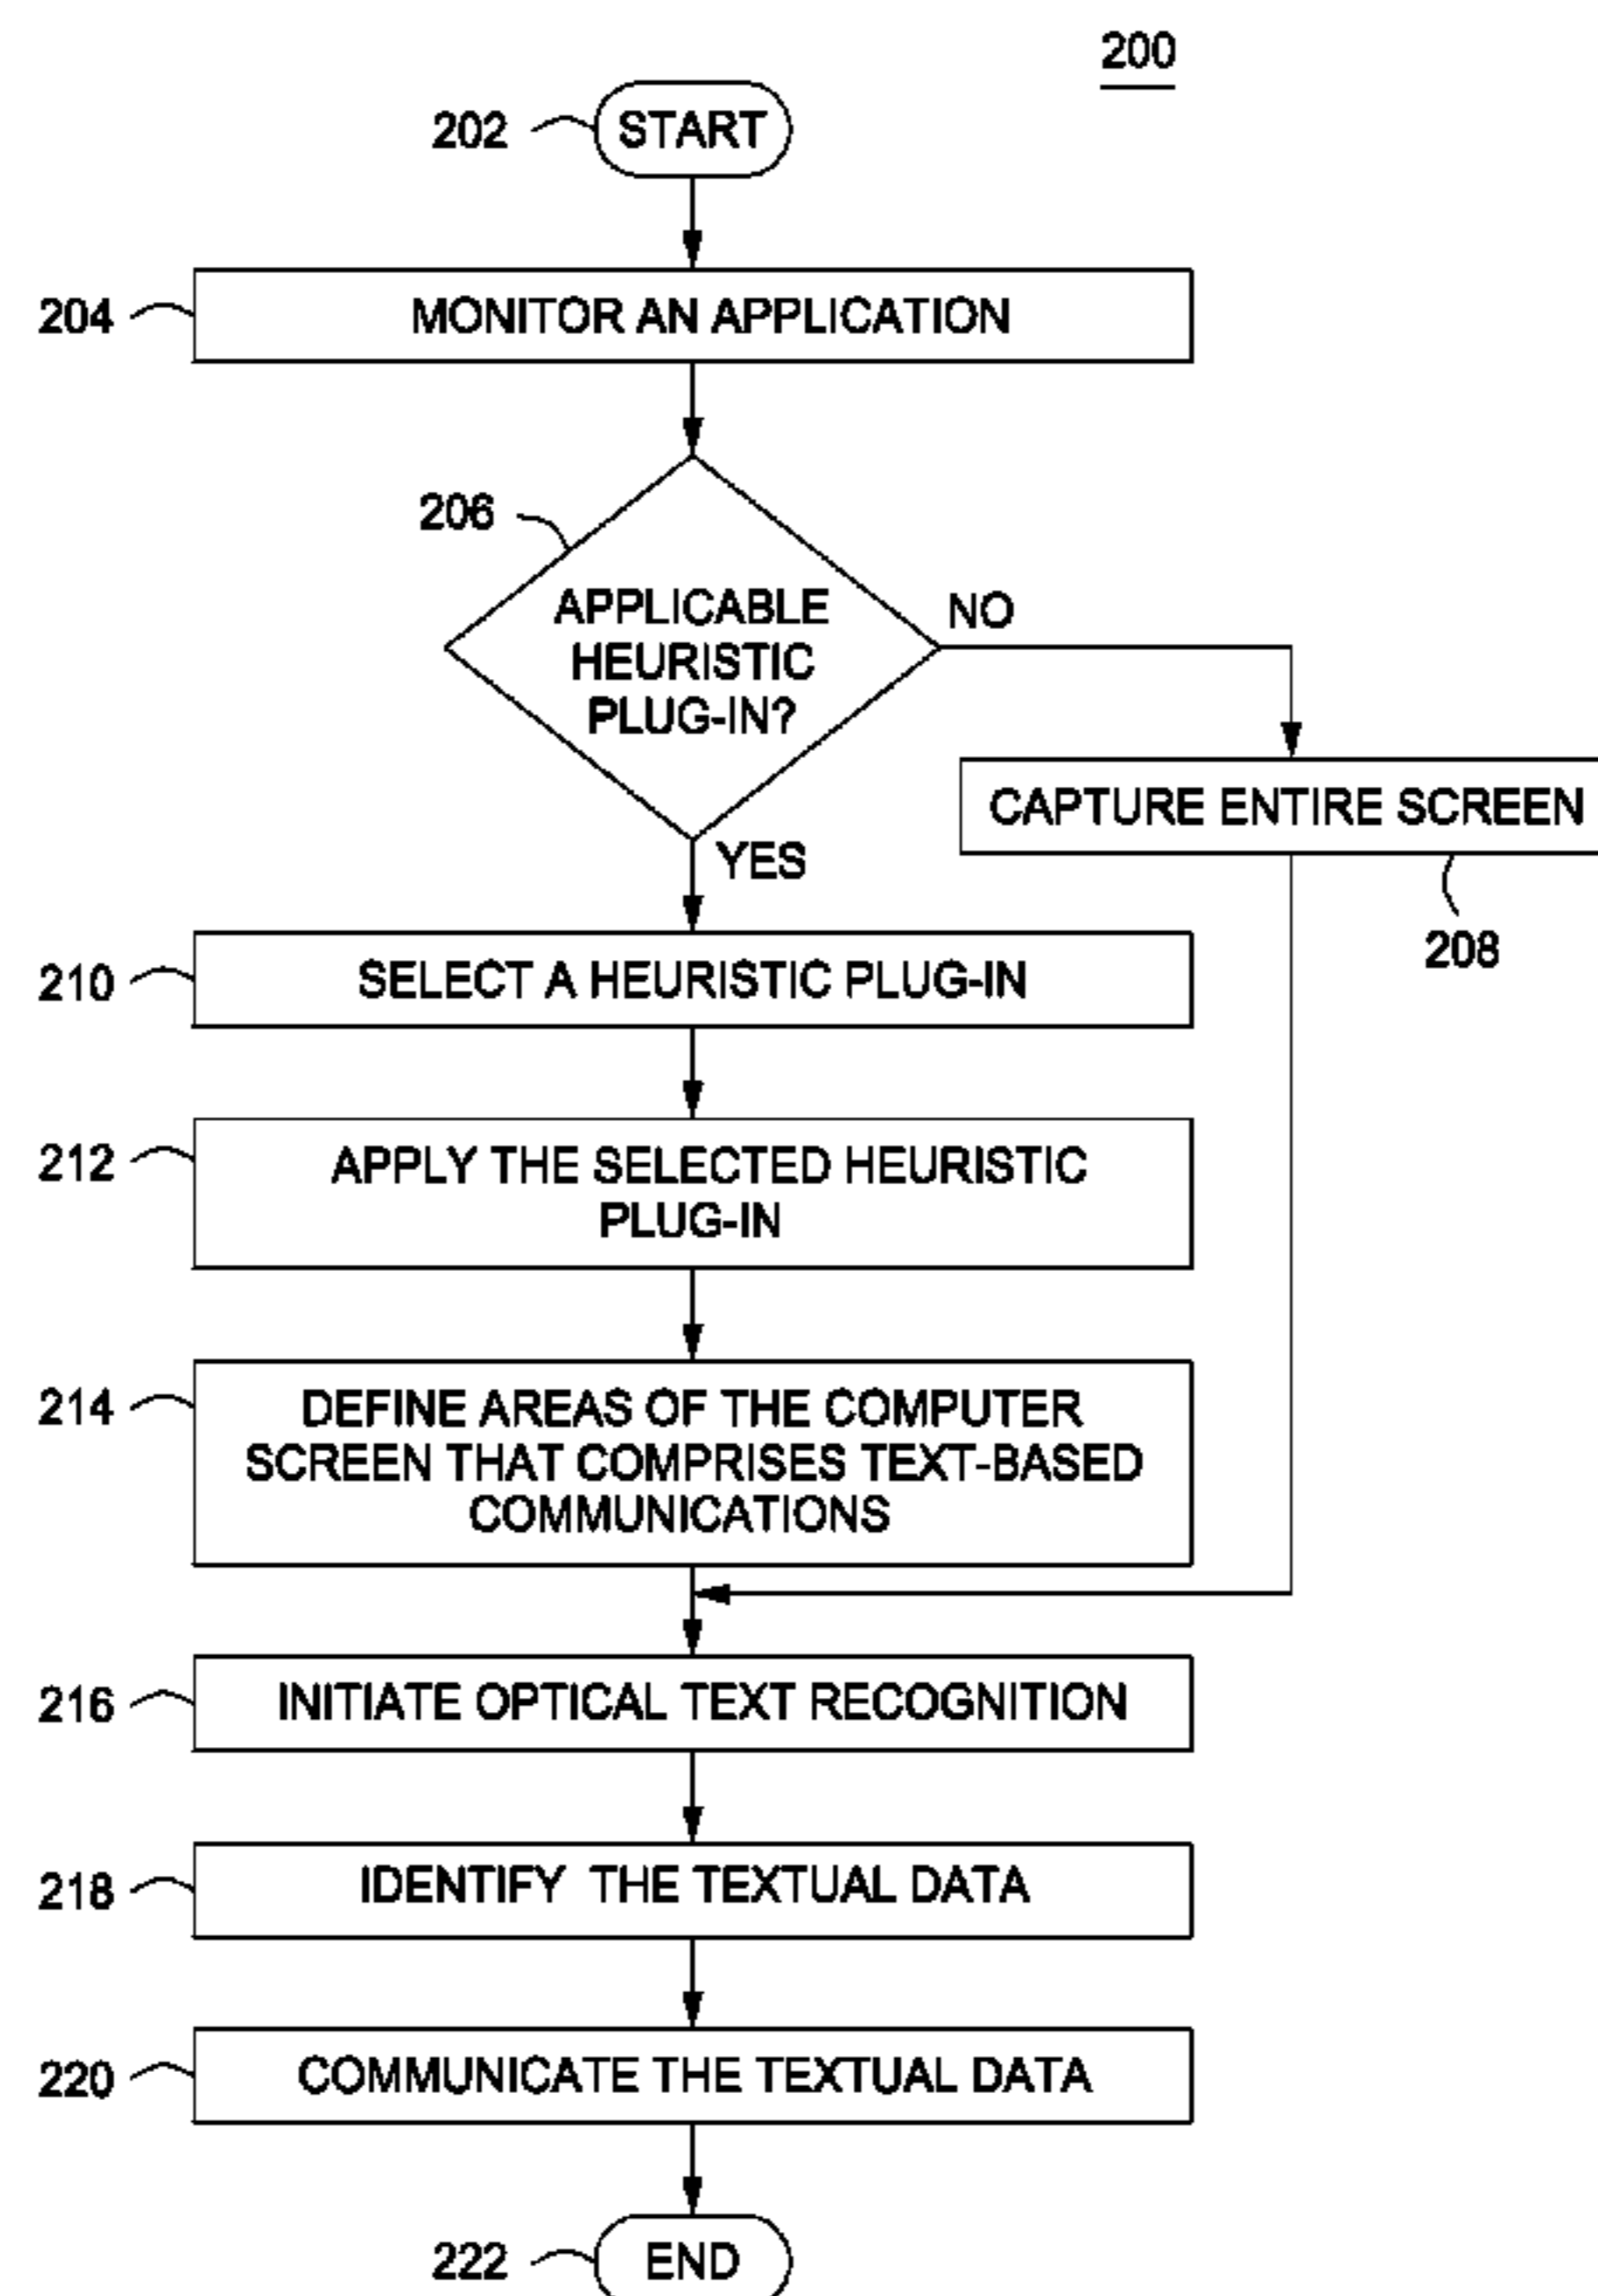 200
202
START
204
MONITOR AN APPLICATION
206
APPLICABLE
HEURISTIC
PLUG-IN?
NO
CAPTURE ENTIRE SCREEN
208
YES
210
SELECT A HEURISTIC PLUG-IN
212
APPLY THE SELECTED HEURISTIC
PLUG-IN
214
DEFINE AREAS OF THE COMPUTER
SCREEN THAT COMPRISES TEXT-BASED
COMMUNICATIONS
216
INITIATE OPTICAL TEXT RECOGNITION
218
IDENTIFY THE TEXTUAL DATA
220
COMMUNICATE THE TEXTUAL DATA
222
END